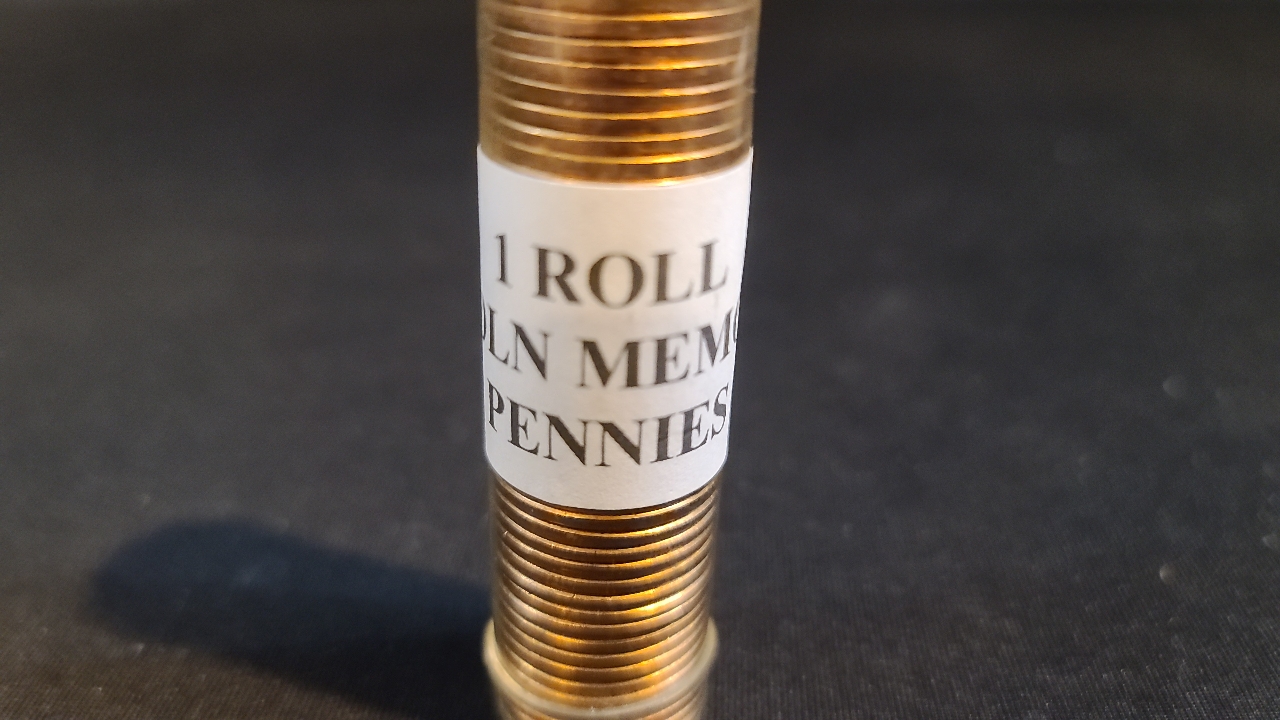 1 ROLL
OLN MEMO
PENNIES